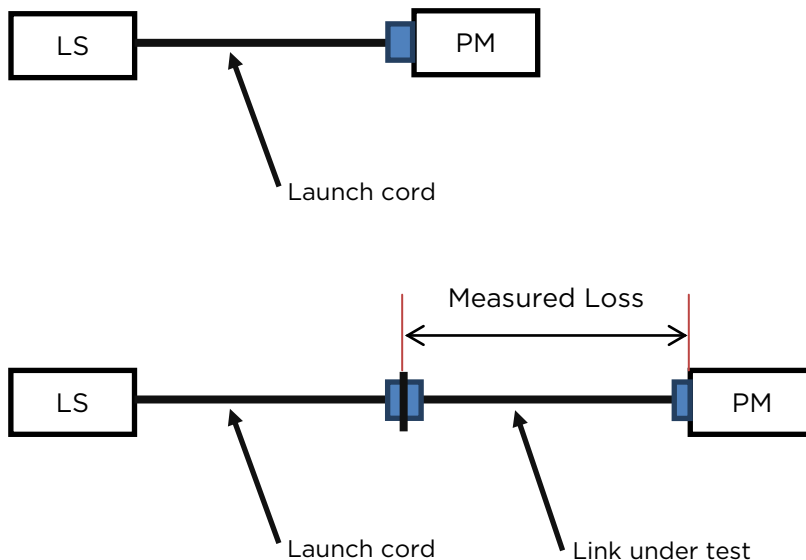 LS
PM
Launch cord
Measured Loss
LS
PM
Launch cord
Link under test